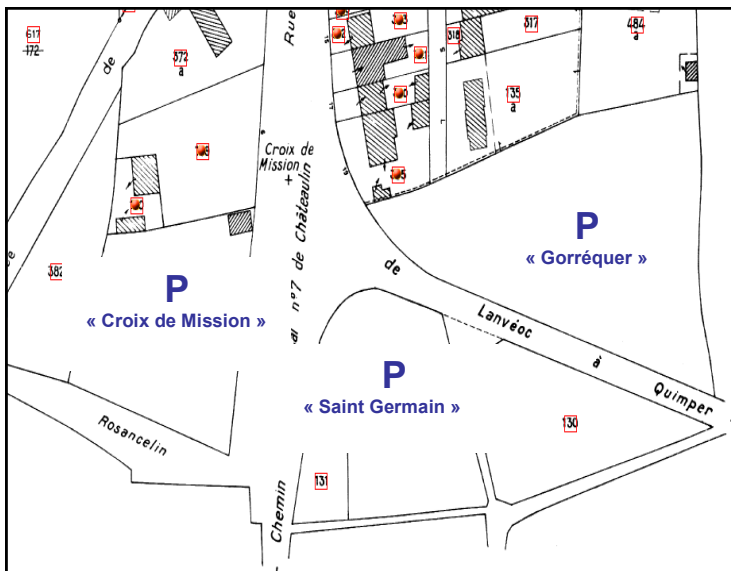 617
172
372
a
317
318
484
a
135
a
Rue
de
Croix de
Mission
+
n°7 de Châteaulin
382
P
« Croix de Mission »
P
« Gorréquer »
de Lanvéoc à Quimper
P
« Saint Germain »
Rosancelin
130
131
Chemin